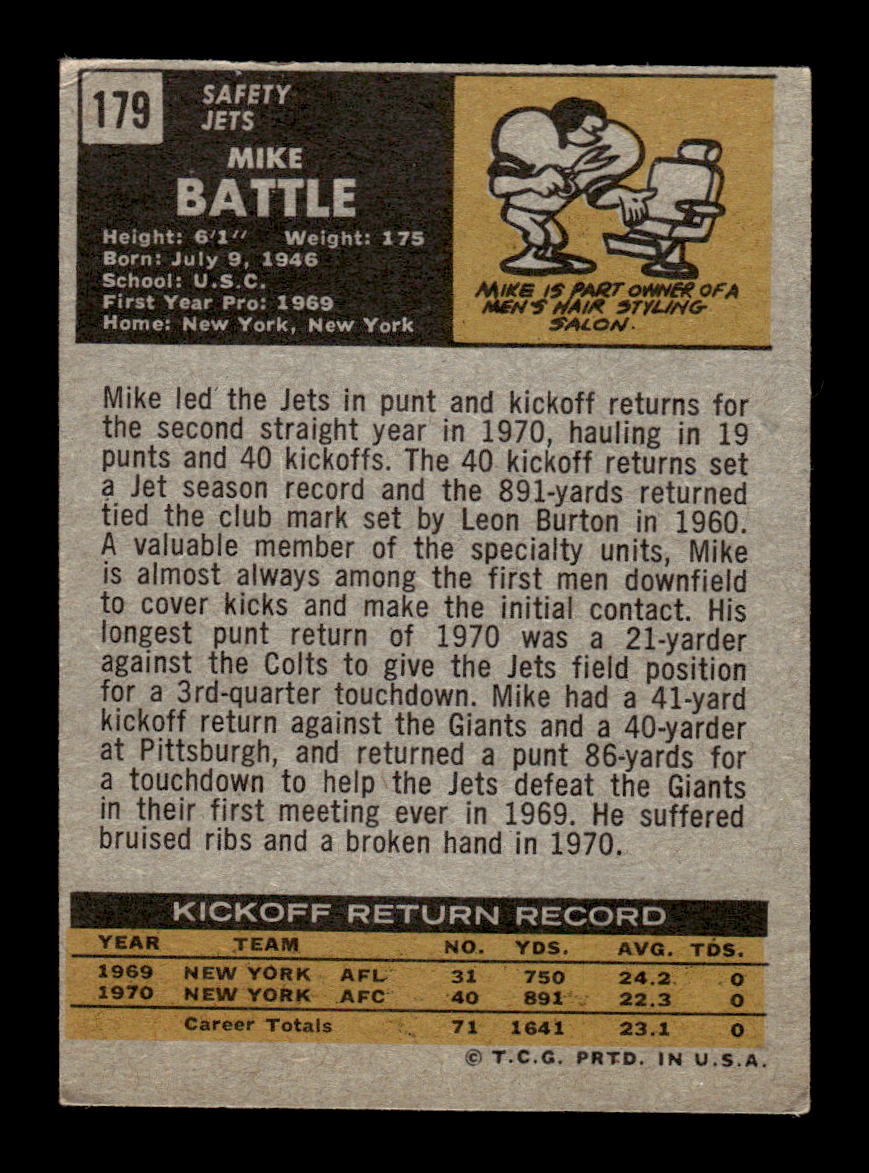 179
SAFETY
JETS
MIKE
BATTLE
Height: 6'1" Weight: 175
Born: July 9, 1946
School: U.S.C.
First Year Pro: 1969
Home: New York, New York
MIKE IS PART OWNER OF A
MEN'S HAIR STYLING
SALON.
Mike led the Jets in punt and kickoff returns for
the second straight year in 1970, hauling in 19
punts and 40 kickoffs. The 40 kickoff returns set
a Jet season record and the 891-yards returned
tied the club mark set by Leon Burton in 1960.
A valuable member of the specialty units, Mike
is almost always among the first men downfield
to cover kicks and make the initial contact. His
longest punt return of 1970 was a 21-yarder
against the Colts to give the Jets field position
for a 3rd-quarter touchdown. Mike had a 41-yard
kickoff return against the Giants and a 40-yarder
at Pittsburgh, and returned a punt 86-yards for
a touchdown to help the Jets defeat the Giants
in their first meeting ever in 1969. He suffered
bruised ribs and a broken hand in 1970.
KICKOFF RETURN RECORD
YEAR TEAM NO. YDS. AVG. TDS.
1969 NEW YORK AFL 31 750 24.2 0
1970 NEW YORK AFC 40 891 22.3 0
Career Totals 71 1641 23.1 0
© T.C.G. PRTD. IN U.S.A.